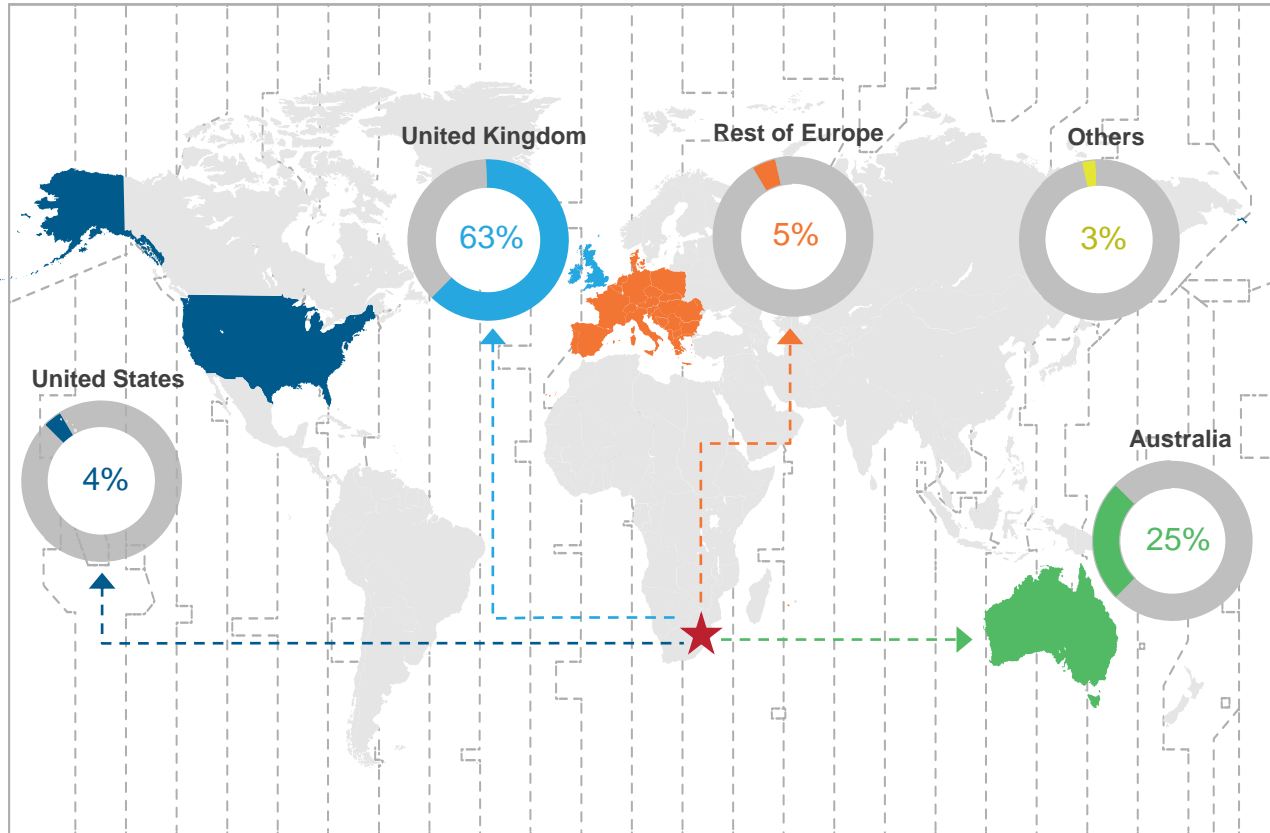 United Kingdom
63%
Rest of Europe
5%
Others
3%
United States
4%
Australia
25%